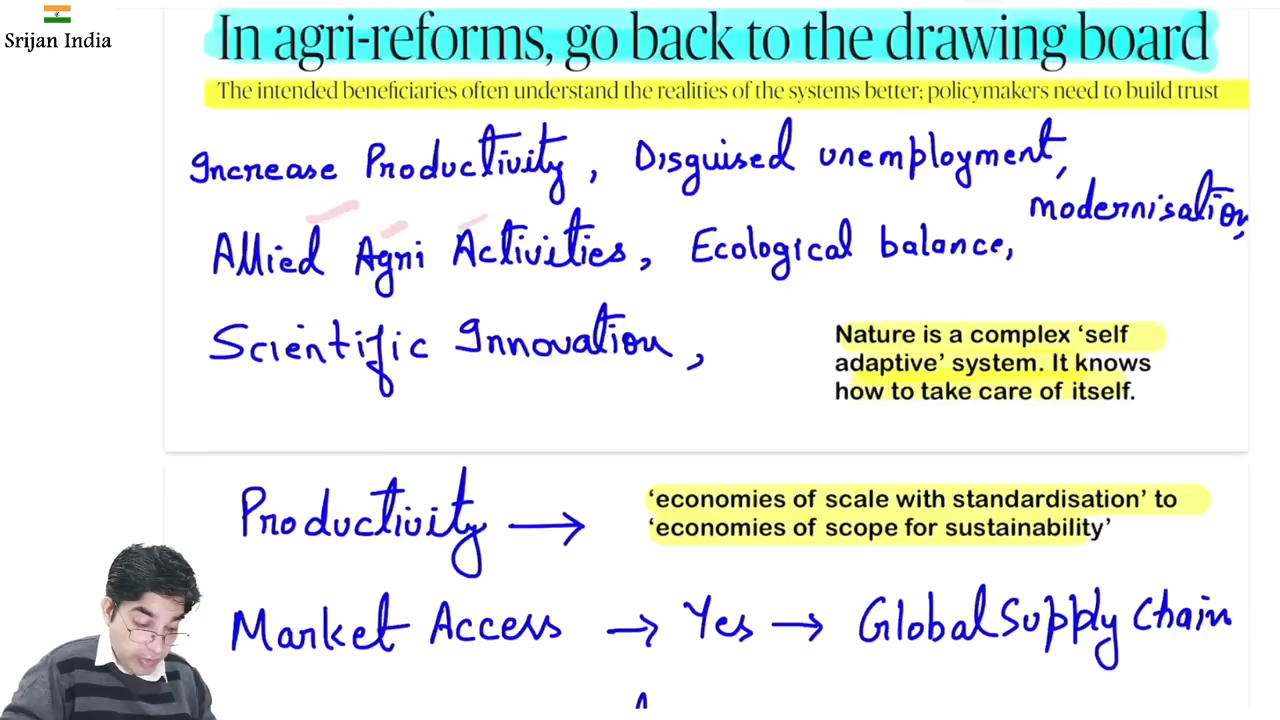 Srijan India
In agri-reforms, go back to the drawing board
The intended beneficiaries often understand the realities of the systems better; policymakers need to build trust
Increase Productivity, Disguised unemployment,
modernisation,
Allied Agri Activities, Ecological balance,
Scientific Innovation,
Nature is a complex ‘self
adaptive’ system. It knows
how to take care of itself.
Productivity →
‘economies of scale with standardisation’ to
‘economies of scope for sustainability’
Market Access → Yes → Global Supply Chain